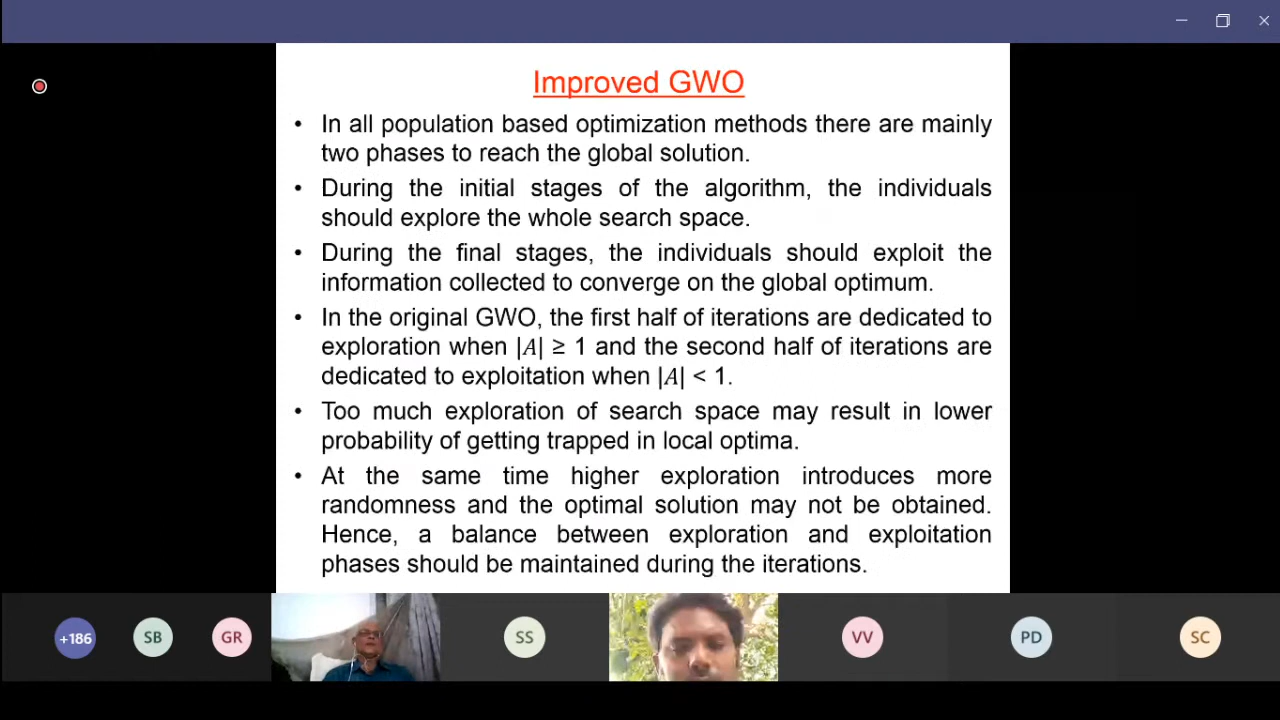 Improved GWO
• In all population based optimization methods there are mainly
two phases to reach the global solution.
• During the initial stages of the algorithm, the individuals
should explore the whole search space.
• During the final stages, the individuals should exploit the
information collected to converge on the global optimum.
• In the original GWO, the first half of iterations are dedicated to
exploration when |A| ≥ 1 and the second half of iterations are
dedicated to exploitation when |A| < 1.
• Too much exploration of search space may result in lower
probability of getting trapped in local optima.
• At the same time higher exploration introduces more
randomness and the optimal solution may not be obtained.
Hence, a balance between exploration and exploitation
phases should be maintained during the iterations.
+186 SB GR SS VV PD SC